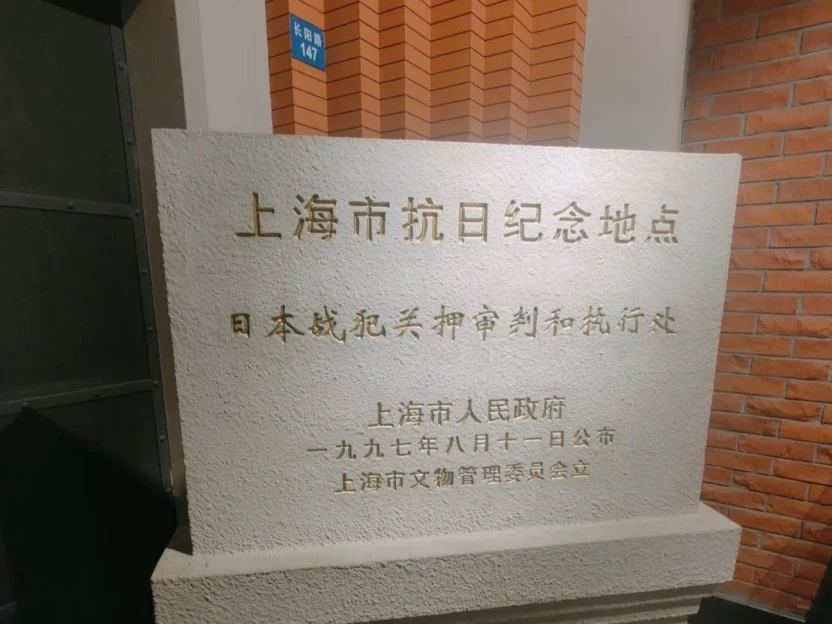 长阳路
147
上海市抗日纪念地点
日本战犯关押审判和执行处
上海市人民政府
一九九七年八月十一日公布
上海市文物管理委员会立